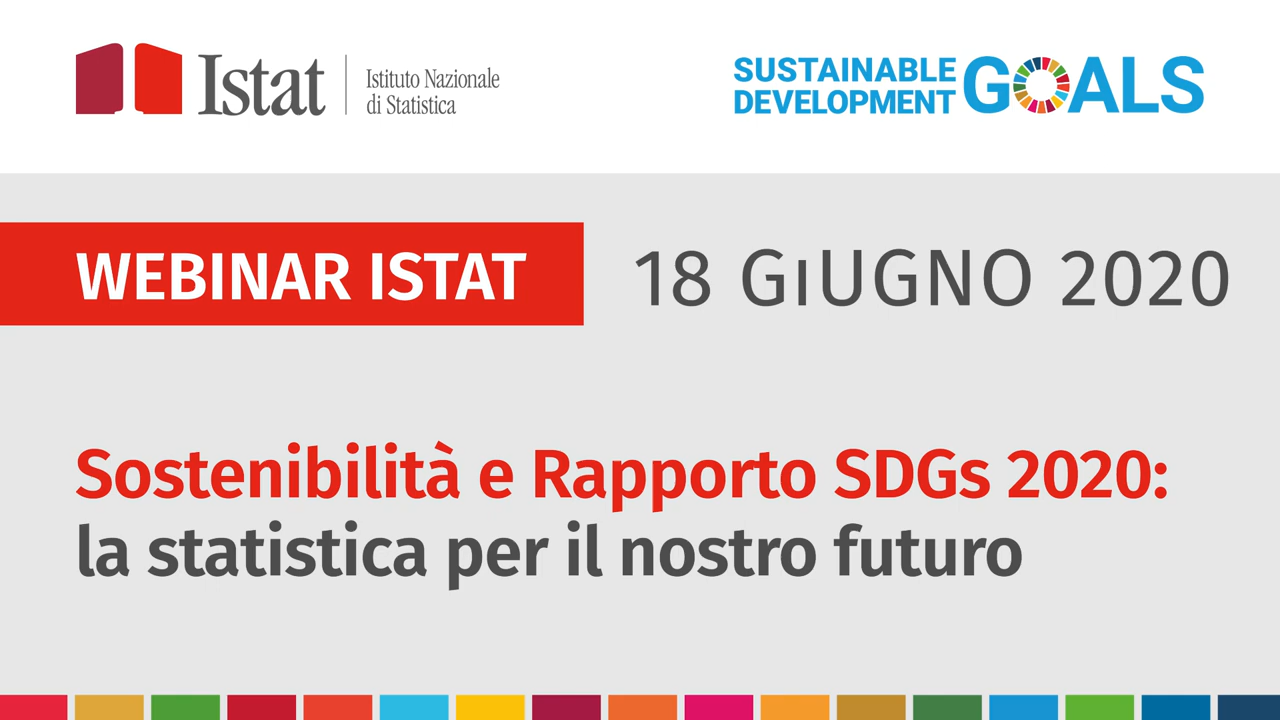 Istat
Istituto Nazionale
di Statistica
SUSTAINABLE
DEVELOPMENT
GOALS
WEBINAR ISTAT
18 GiUGNO 2020
Sostenibilità e Rapporto SDGs 2020:
la statistica per il nostro futuro